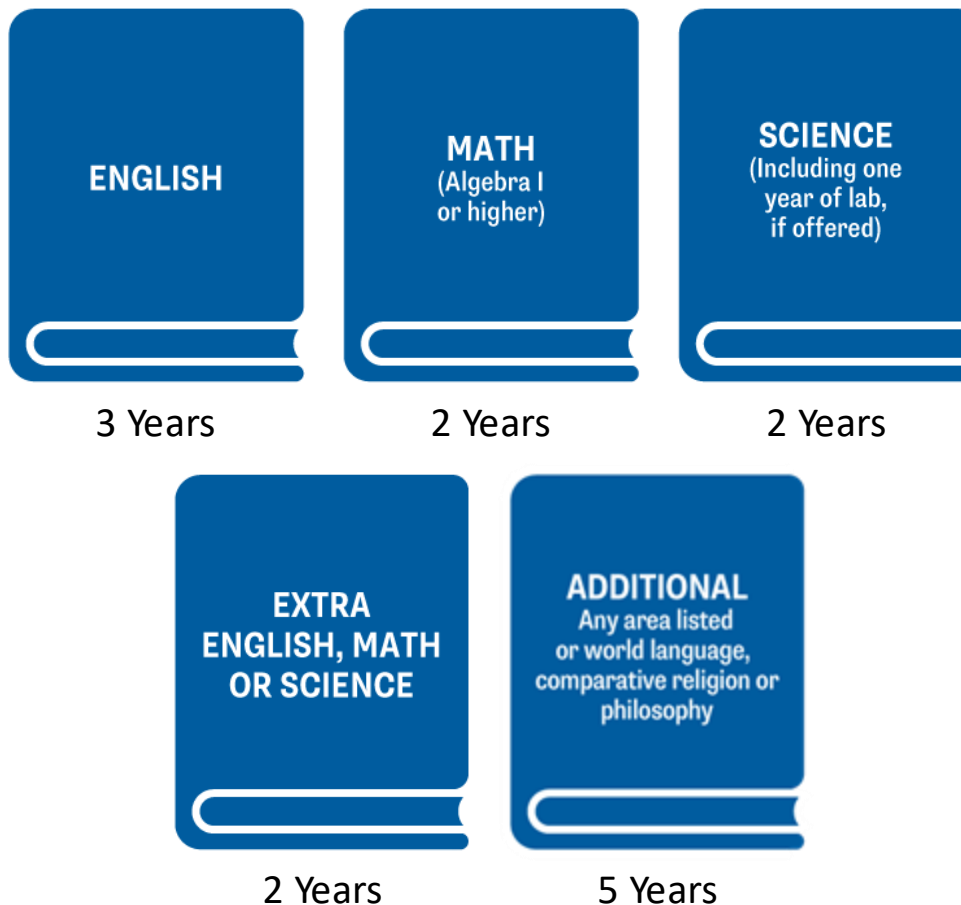 ENGLISH
MATH
(Algebra I
or higher)
SCIENCE
(Including one
year of lab,
if offered)
3 Years
2 Years
2 Years
EXTRA
ENGLISH, MATH
OR SCIENCE
ADDITIONAL
Any area listed
or world language,
comparative religion or
philosophy
2 Years
5 Years